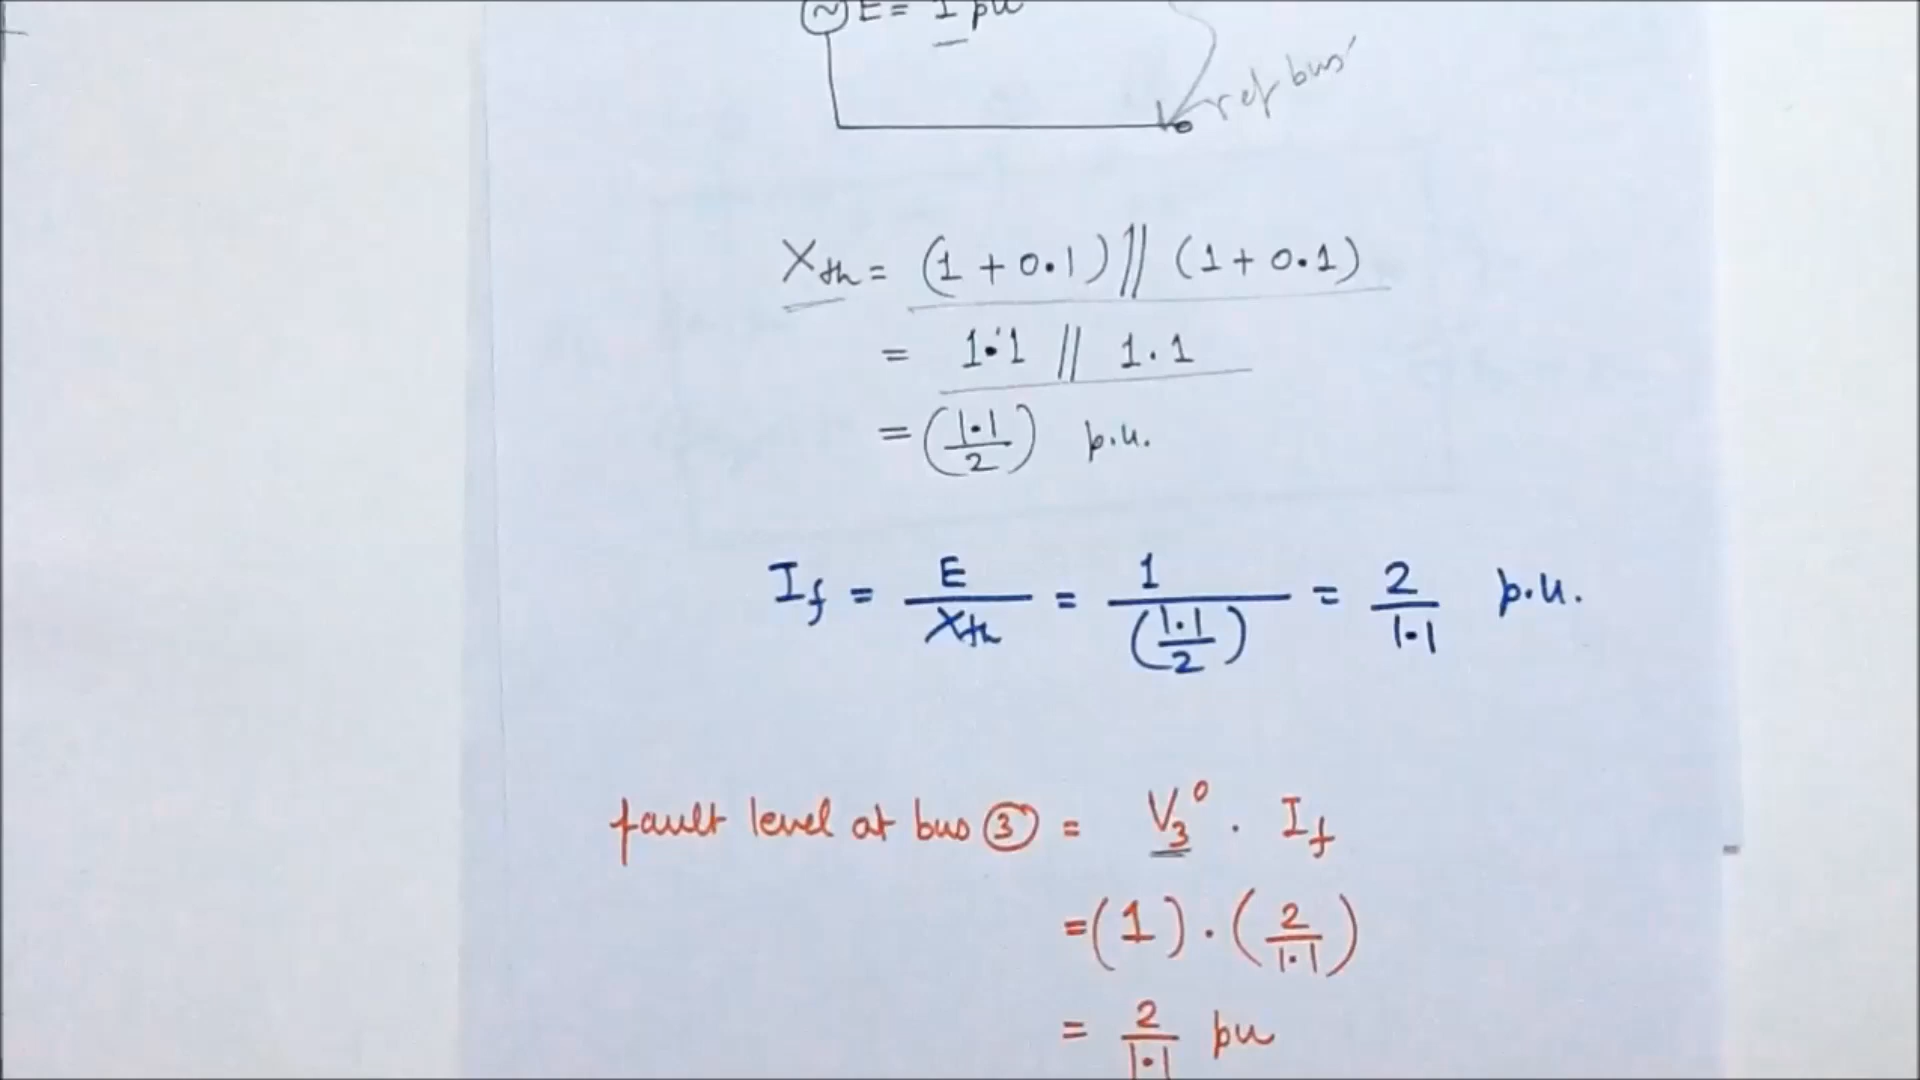 E = 1 pu
ref bus
Xth = (1 + 0.1) || (1 + 0.1)
= 1.1 || 1.1
= (1.1/2) p.u.
If = E/Xth = 1/(1.1/2) = 2/1.1 p.u.
fault level at bus ③ = V₃⁰ . If
= (1) . (2/1.1)
= 2/1.1 pu